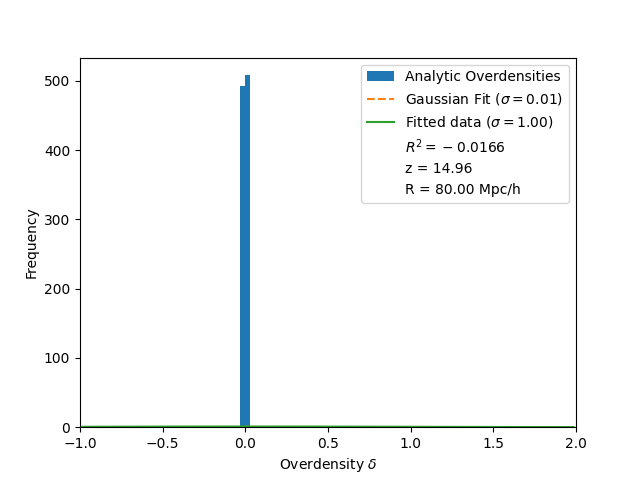 Analytic Overdensities
Gaussian Fit (σ = 0.01)
Fitted data (σ = 1.00)
R² = −0.0166
z = 14.96
R = 80.00 Mpc/h
500
400
300
200
100
0
Frequency
−1.0 −0.5 0.0 0.5 1.0 1.5 2.0
Overdensity δ